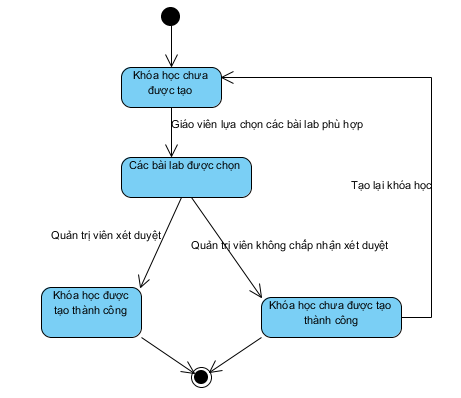 Khóa học chưa
được tạo
Giáo viên lựa chọn các bài lab phù hợp
Các bài lab được chọn
Tạo lại khóa học
Quản trị viên xét duyệt
Quản trị viên không chấp nhận xét duyệt
Khóa học được
tạo thành công
Khóa học chưa được tạo
thành công